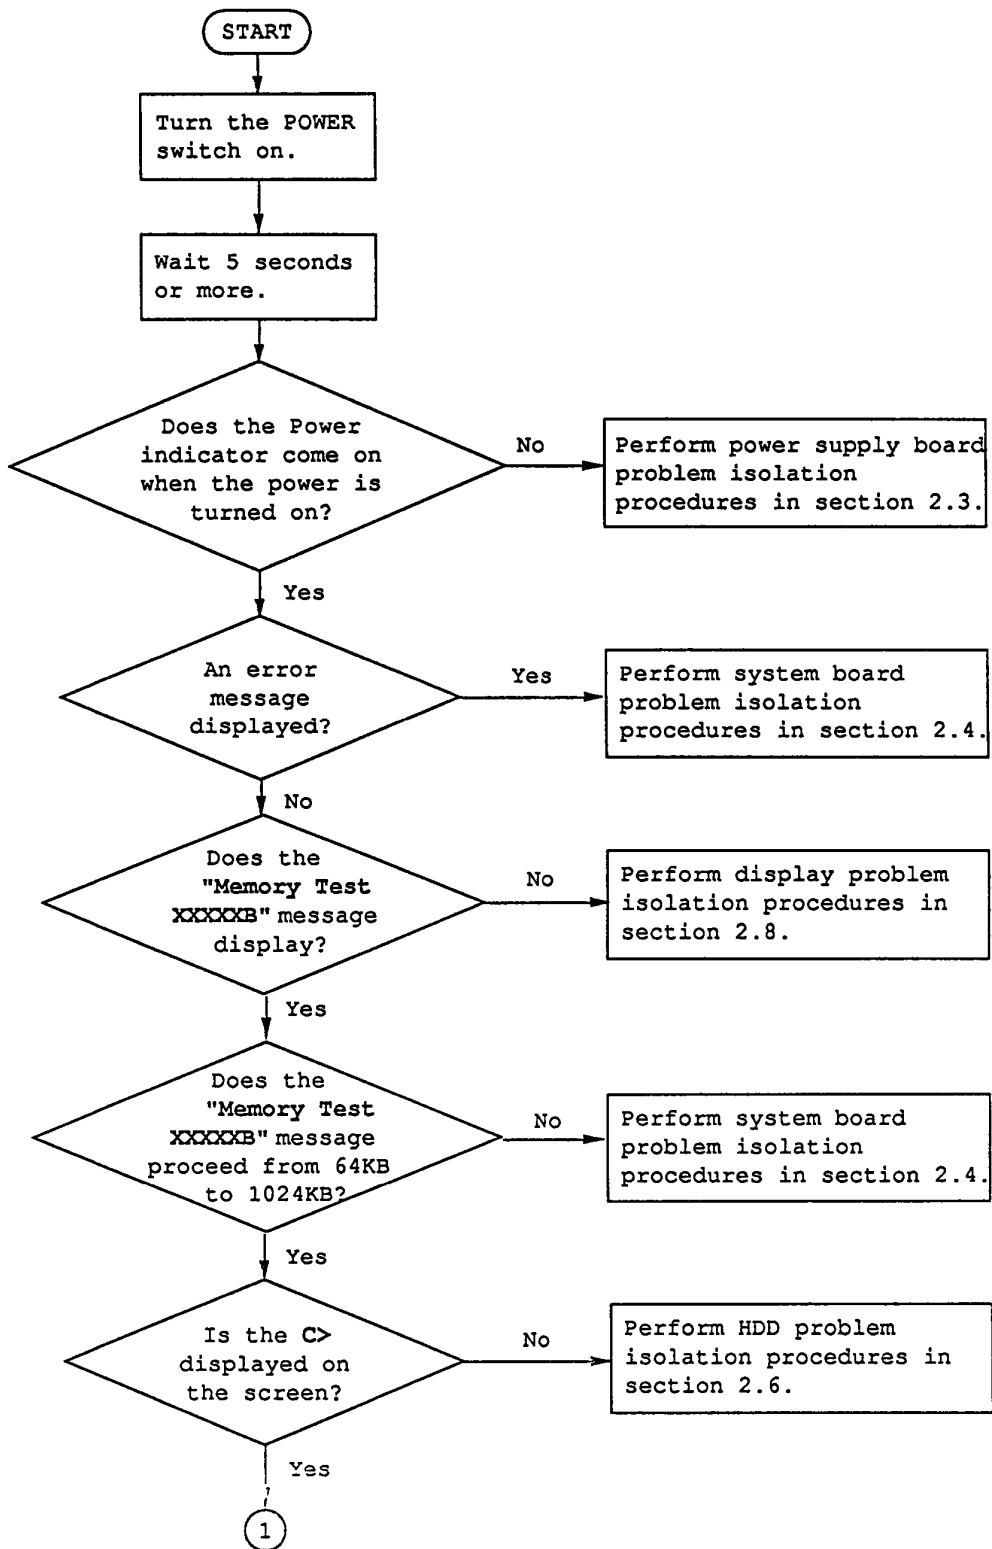 START
Turn the POWER
switch on.
Wait 5 seconds
or more.
Does the Power
indicator come on
when the power is
turned on?
No
Perform power supply board
problem isolation
procedures in section 2.3.
Yes
An error
message
displayed?
Yes
Perform system board
problem isolation
procedures in section 2.4.
No
Does the
"Memory Test
XXXXXB" message
display?
No
Perform display problem
isolation procedures in
section 2.8.
Yes
Does the
"Memory Test
XXXXXB" message
proceed from 64KB
to 1024KB?
No
Perform system board
problem isolation
procedures in section 2.4.
Yes
Is the C>
displayed on
the screen?
No
Perform HDD problem
isolation procedures in
section 2.6.
Yes
1